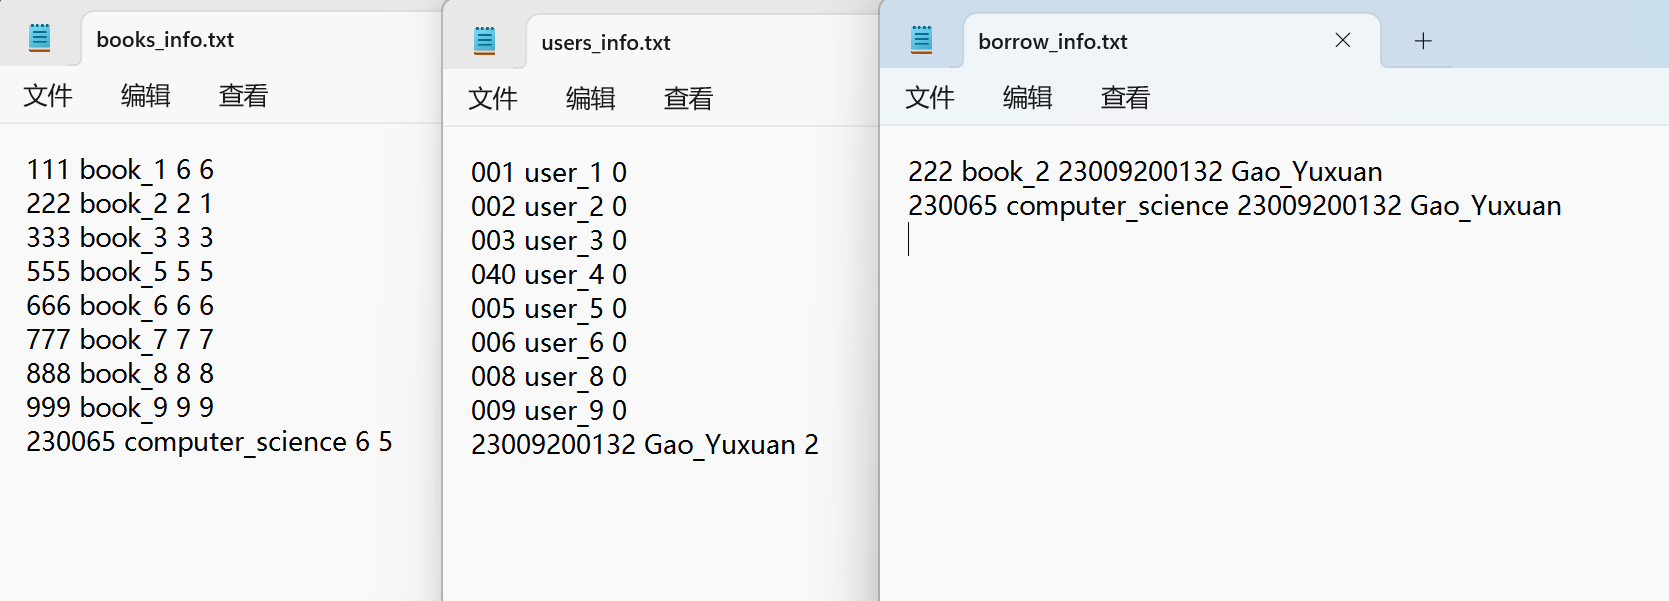 books_info.txt
文件 编辑 查看
111 book_1 6 6
222 book_2 2 1
333 book_3 3 3
555 book_5 5 5
666 book_6 6 6
777 book_7 7 7
888 book_8 8 8
999 book_9 9 9
230065 computer_science 6 5
users_info.txt
文件 编辑 查看
001 user_1 0
002 user_2 0
003 user_3 0
040 user_4 0
005 user_5 0
006 user_6 0
008 user_8 0
009 user_9 0
23009200132 Gao_Yuxuan 2
borrow_info.txt
文件 编辑 查看
222 book_2 23009200132 Gao_Yuxuan
230065 computer_science 23009200132 Gao_Yuxuan